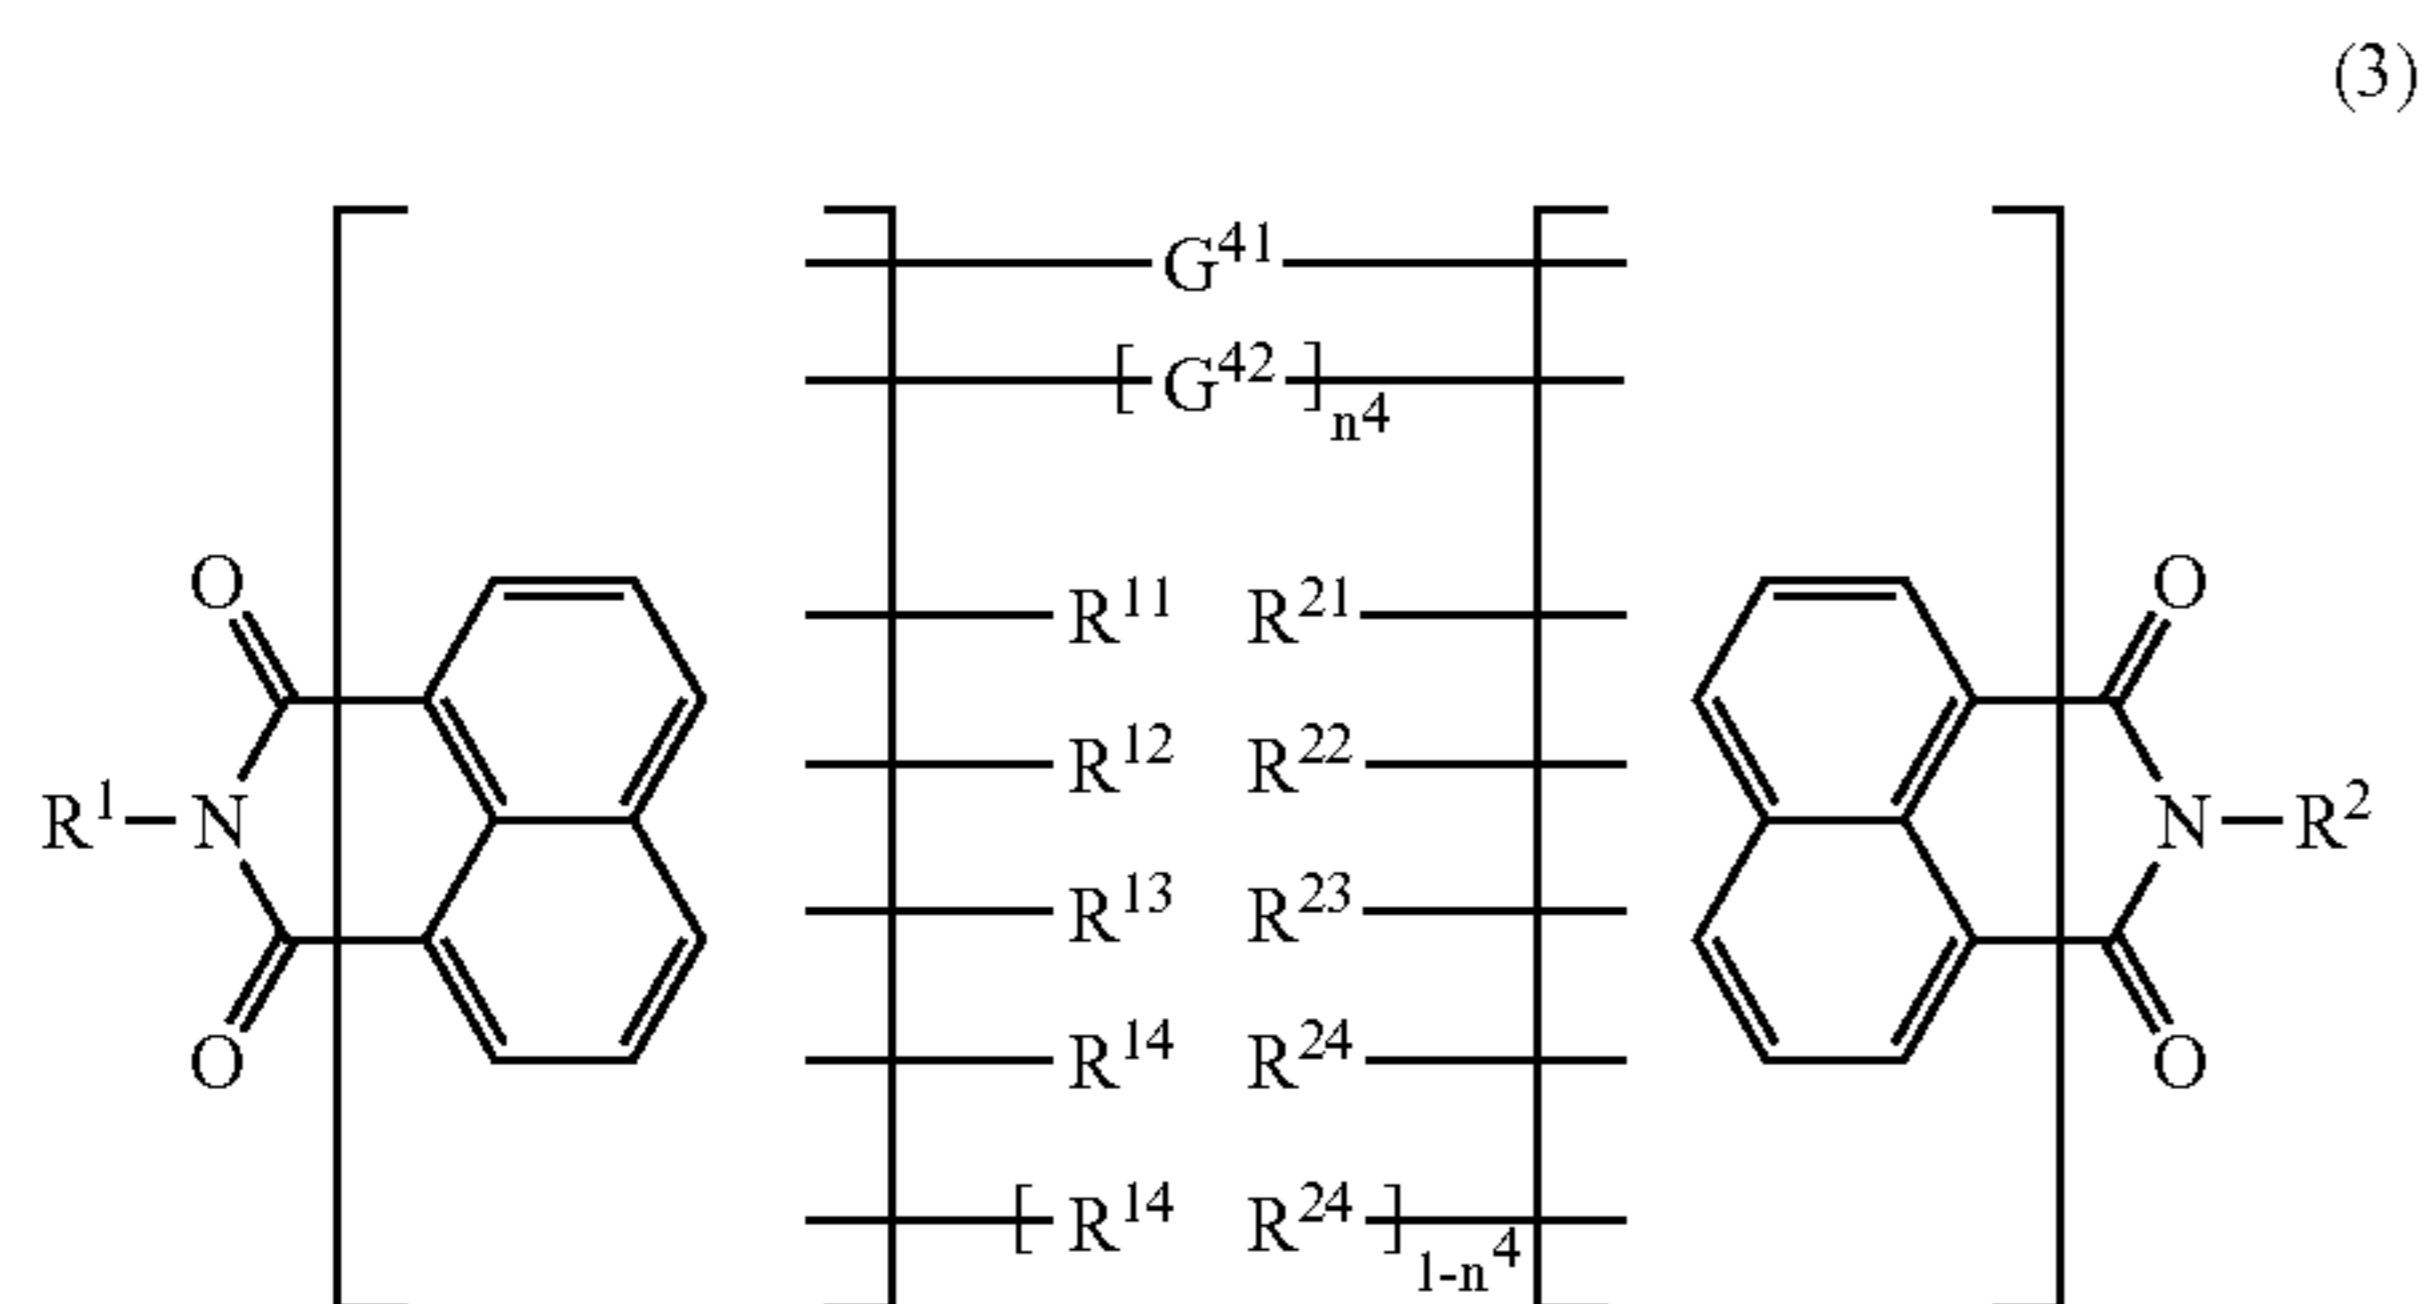 (3)
G⁴¹
[G⁴²]n⁴
O R¹¹ R²¹ O
R¹² R²²
R¹—N N—R²
R¹³ R²³
O R¹⁴ R²⁴ O
[R¹⁴ R²⁴]1-n⁴